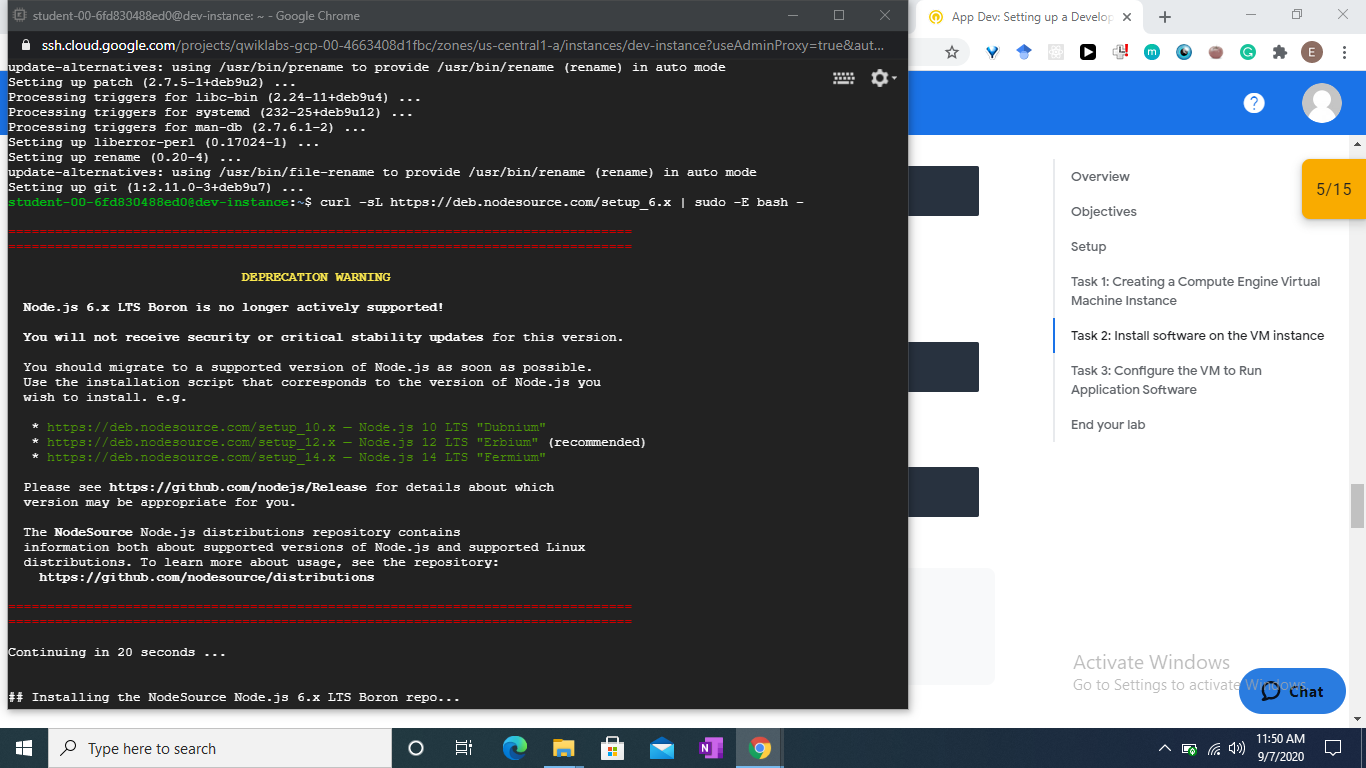 student-00-6fd830488ed0@dev-instance: ~ - Google Chrome
ssh.cloud.google.com/projects/qwiklabs-gcp-00-4663408d1fbc/zones/us-central1-a/instances/dev-instance?useAdminProxy=true&aut...
App Dev: Setting up a Develop
update-alternatives: using /usr/bin/prename to provide /usr/bin/rename (rename) in auto mode
Setting up patch (2.7.5-1+deb9u2) ...
Processing triggers for libc-bin (2.24-11+deb9u4) ...
Processing triggers for systemd (232-25+deb9u12) ...
Processing triggers for man-db (2.7.6.1-2) ...
Setting up liberror-perl (0.17024-1) ...
Setting up rename (0.20-4) ...
update-alternatives: using /usr/bin/file-rename to provide /usr/bin/rename (rename) in auto mode
Setting up git (1:2.11.0-3+deb9u7) ...
student-00-6fd830488ed0@dev-instance:~$ curl -sL https://deb.nodesource.com/setup_6.x | sudo -E bash -
================================================================================
================================================================================
DEPRECATION WARNING
Node.js 6.x LTS Boron is no longer actively supported!
You will not receive security or critical stability updates for this version.
You should migrate to a supported version of Node.js as soon as possible.
Use the installation script that corresponds to the version of Node.js you
wish to install. e.g.
* https://deb.nodesource.com/setup_10.x — Node.js 10 LTS "Dubnium"
* https://deb.nodesource.com/setup_12.x — Node.js 12 LTS "Erbium" (recommended)
* https://deb.nodesource.com/setup_14.x — Node.js 14 LTS "Fermium"
Please see https://github.com/nodejs/Release for details about which
version may be appropriate for you.
The NodeSource Node.js distributions repository contains
information both about supported versions of Node.js and supported Linux
distributions. To learn more about usage, see the repository:
https://github.com/nodesource/distributions
================================================================================
================================================================================
Continuing in 20 seconds ...
## Installing the NodeSource Node.js 6.x LTS Boron repo...
E
?
5/15
Overview
Objectives
Setup
Task 1: Creating a Compute Engine Virtual
Machine Instance
Task 2: Install software on the VM instance
Task 3: Configure the VM to Run
Application Software
End your lab
Activate Windows
Go to Settings to activate Windows.
Chat
Type here to search
11:50 AM
9/7/2020